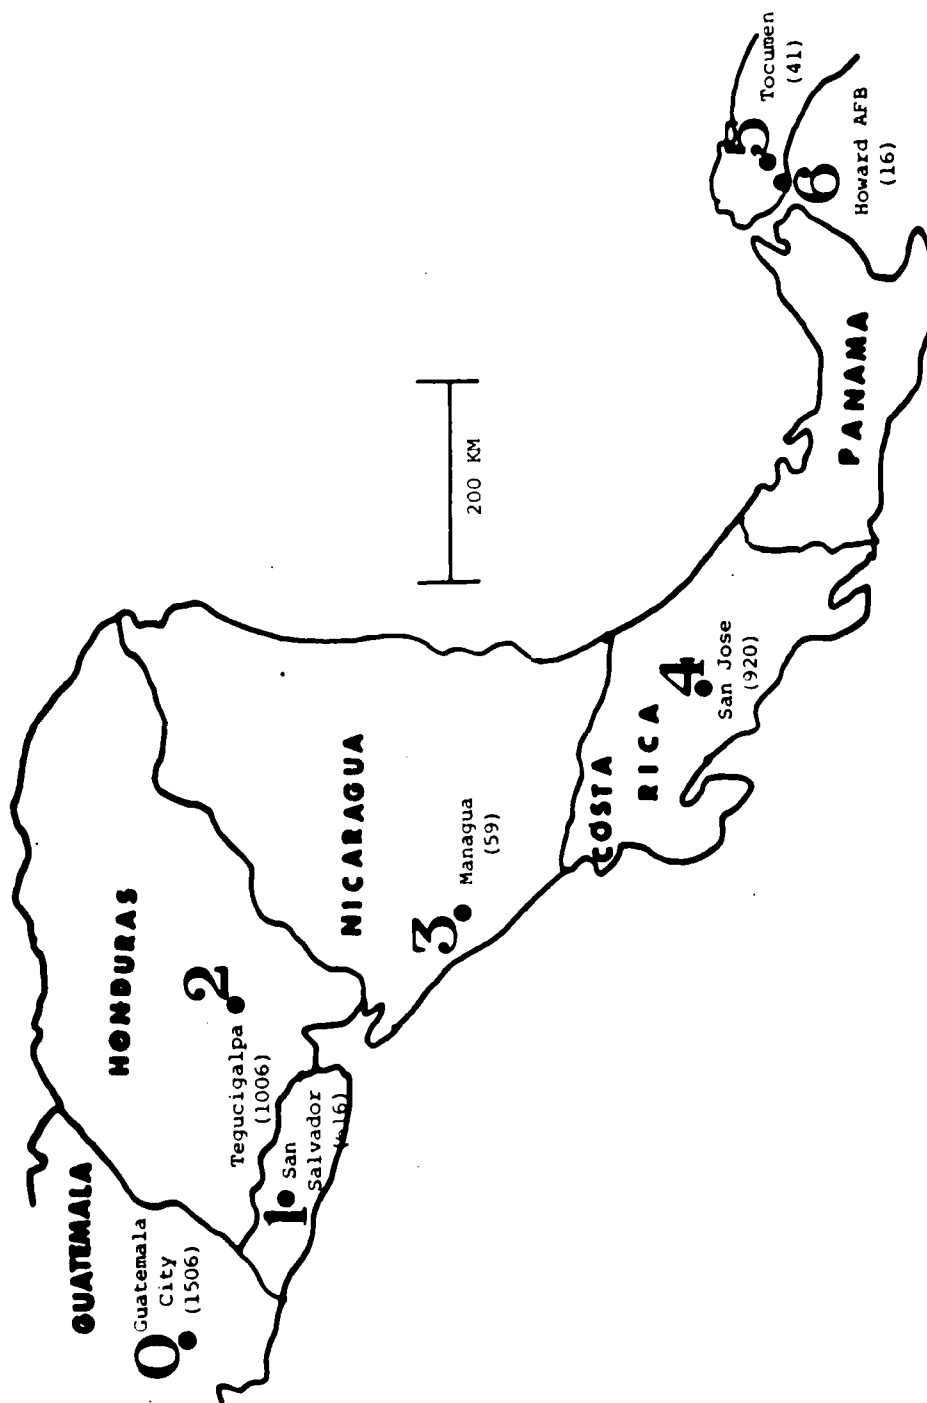 GUATEMALA
0
Guatemala
City
(1506)
HONDURAS
2
Tegucigalpa
(1006)
1
San
Salvador
NICARAGUA
3
Managua
(59)
200 KM
COSTA
RICA
4
San Jose
(920)
PANAMA
5
Tocumen
(41)
6
Howard AFB
(16)